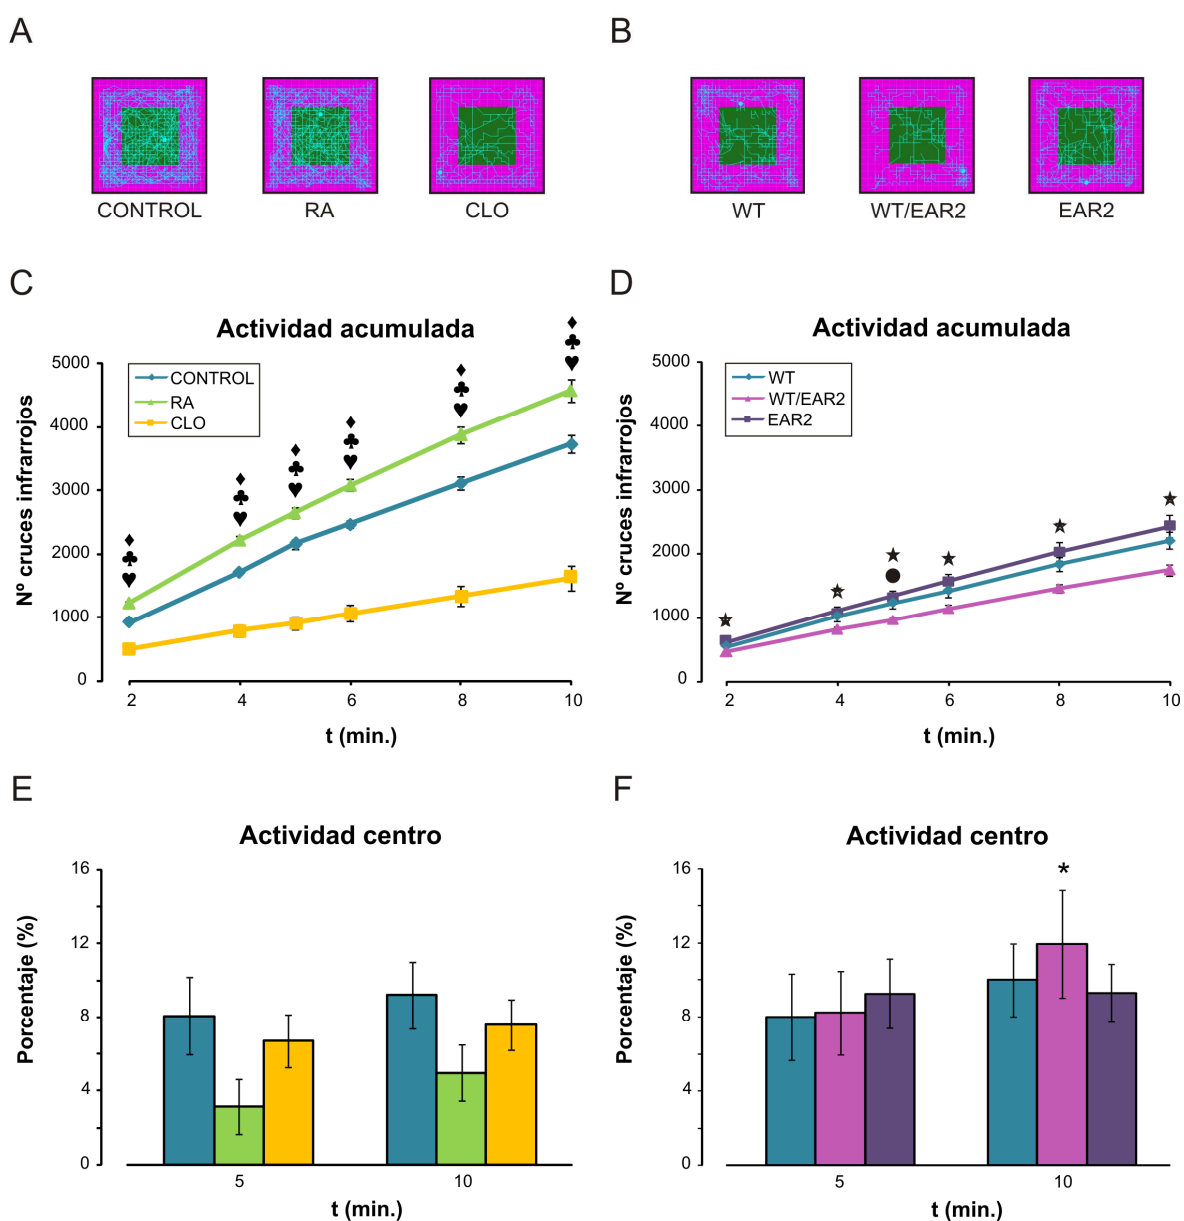 A
B
CONTROL
RA
CLO
WT
WT/EAR2
EAR2
C
Actividad acumulada
Nº cruces infrarrojos
5000
4000
3000
2000
1000
0
CONTROL
RA
CLO
2 4 5 6 8 10
t (min.)
D
Actividad acumulada
Nº cruces infrarrojos
5000
4000
3000
2000
1000
0
WT
WT/EAR2
EAR2
2 4 5 6 8 10
t (min.)
E
Actividad centro
Porcentaje (%)
16
12
8
4
0
5 10
t (min.)
F
Actividad centro
Porcentaje (%)
16
12
8
4
0
*
5 10
t (min.)